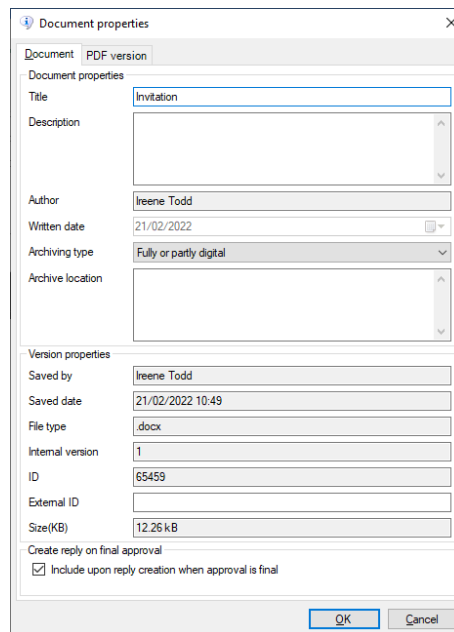 Document properties
Document PDF version
Document properties
Title Invitation
Description
Author Ireene Todd
Written date 21/02/2022
Archiving type Fully or partly digital
Archive location
Version properties
Saved by Ireene Todd
Saved date 21/02/2022 10:49
File type .docx
Internal version 1
ID 65459
External ID
Size(KB) 12.26 kB
Create reply on final approval
Include upon reply creation when approval is final
OK Cancel